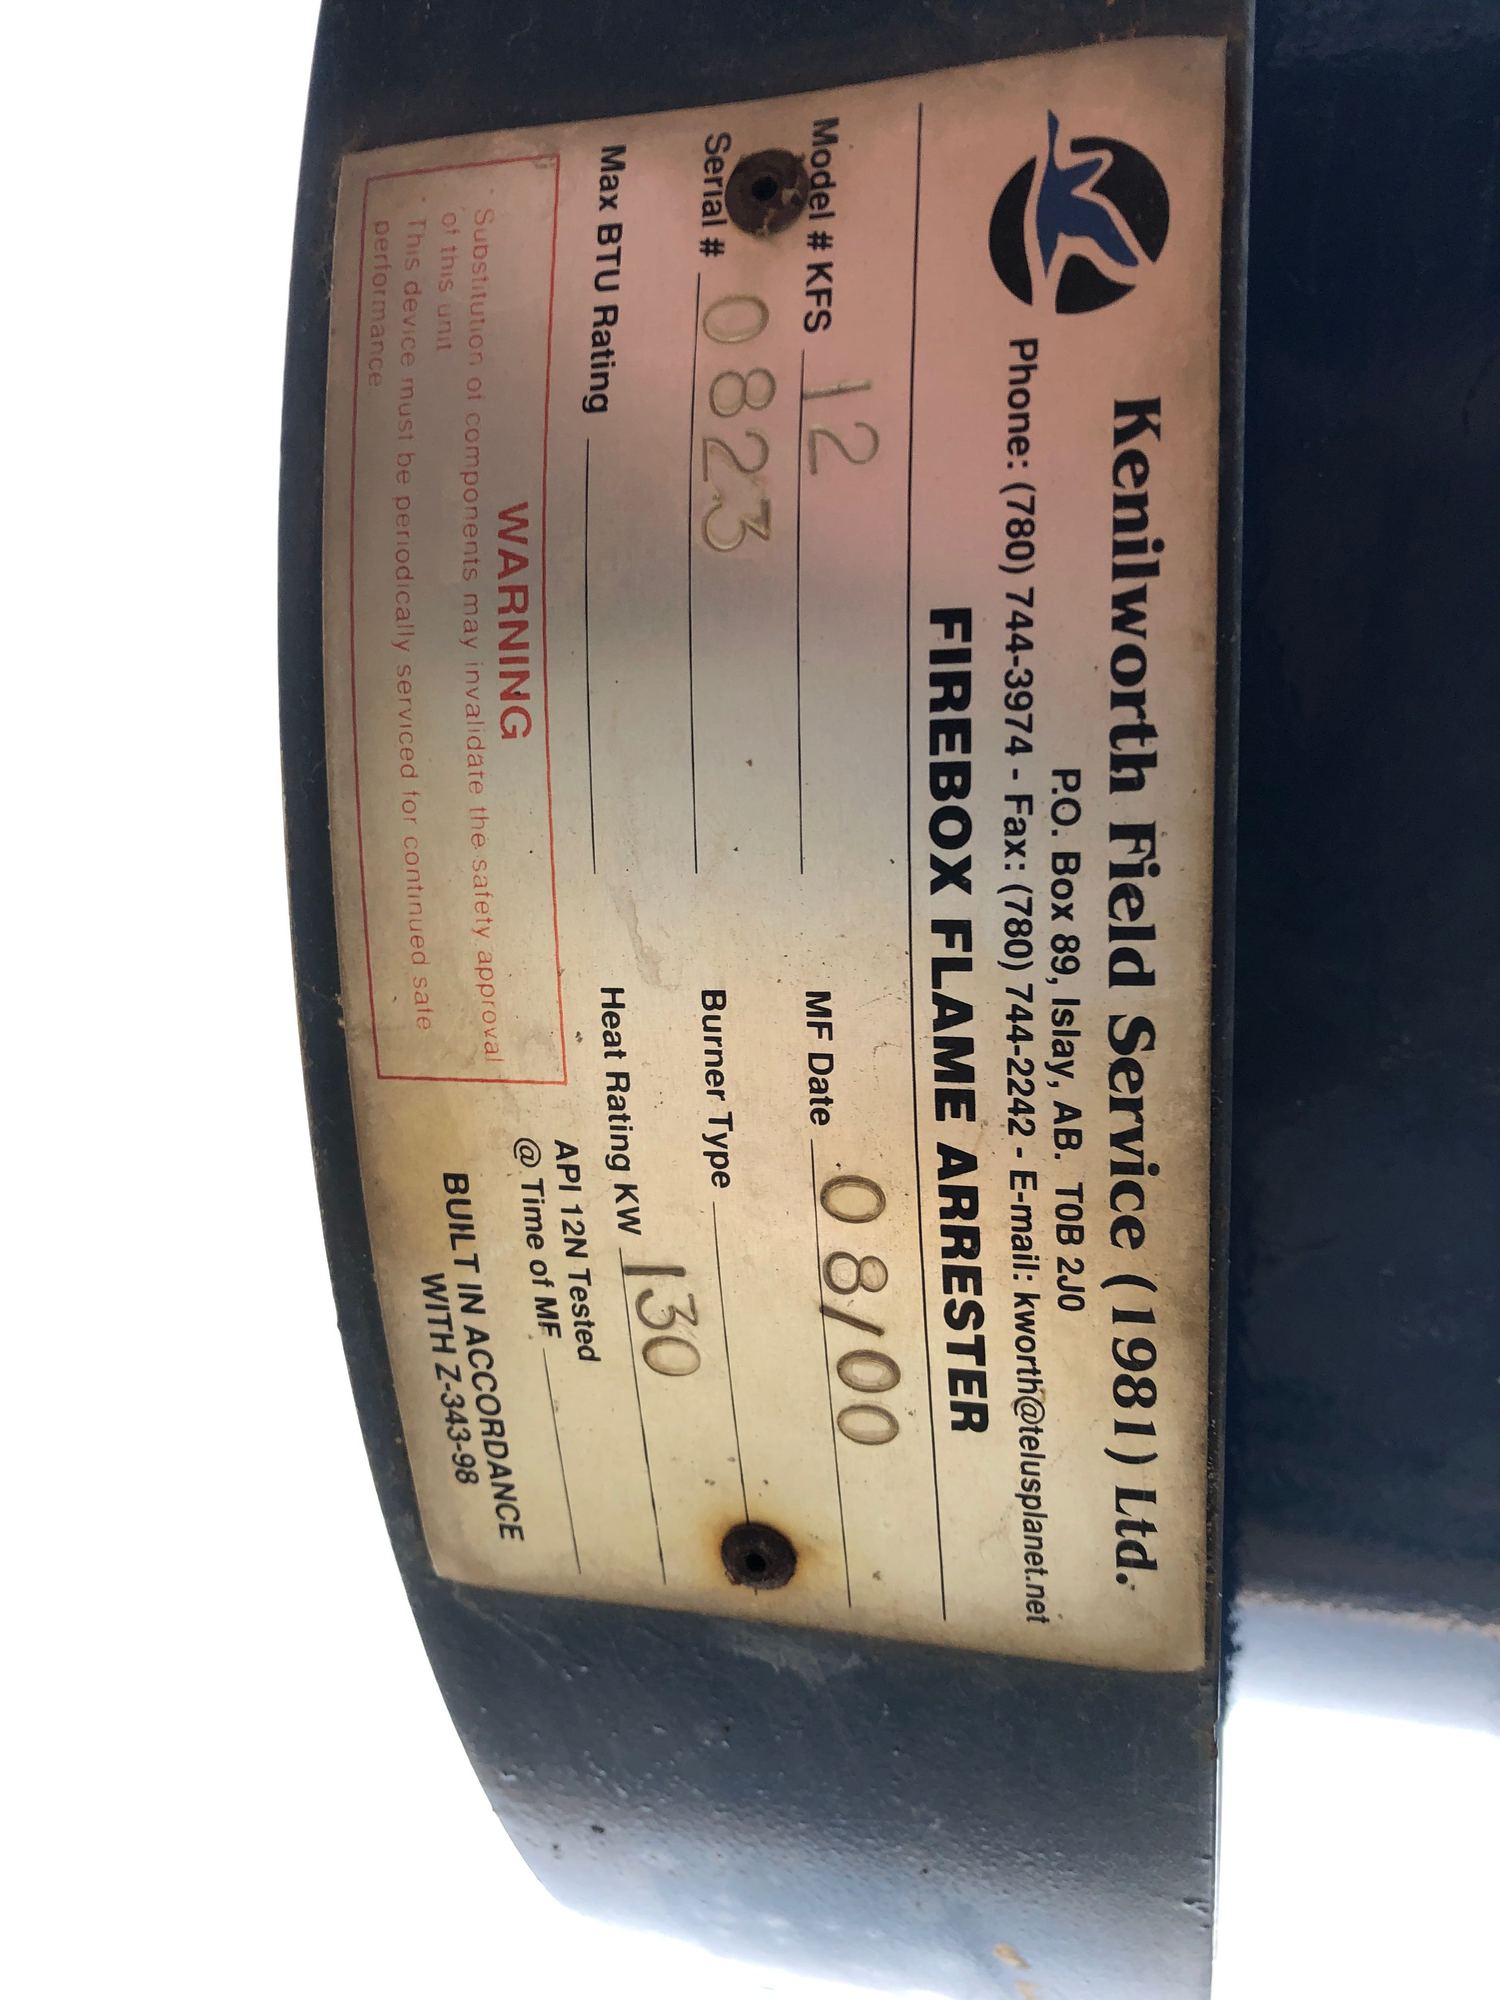 Kenilworth Field Service (1981) Ltd.
P.O. Box 89, Islay, AB. T0B 2J0
Phone: (780) 744-3974 - Fax: (780) 744-2242 - E-mail: kworth@telusplanet.net
FIREBOX FLAME ARRESTER
Model # KFS 12 MF Date 08/00
Serial # 0823 Burner Type
Max BTU Rating Heat Rating KW 130
API 12N Tested
@ Time of MF
WARNING
Substitution of components may invalidate the safety approval
of this unit
This device must be periodically serviced for continued safe
performance.
BUILT IN ACCORDANCE
WITH Z-343-98